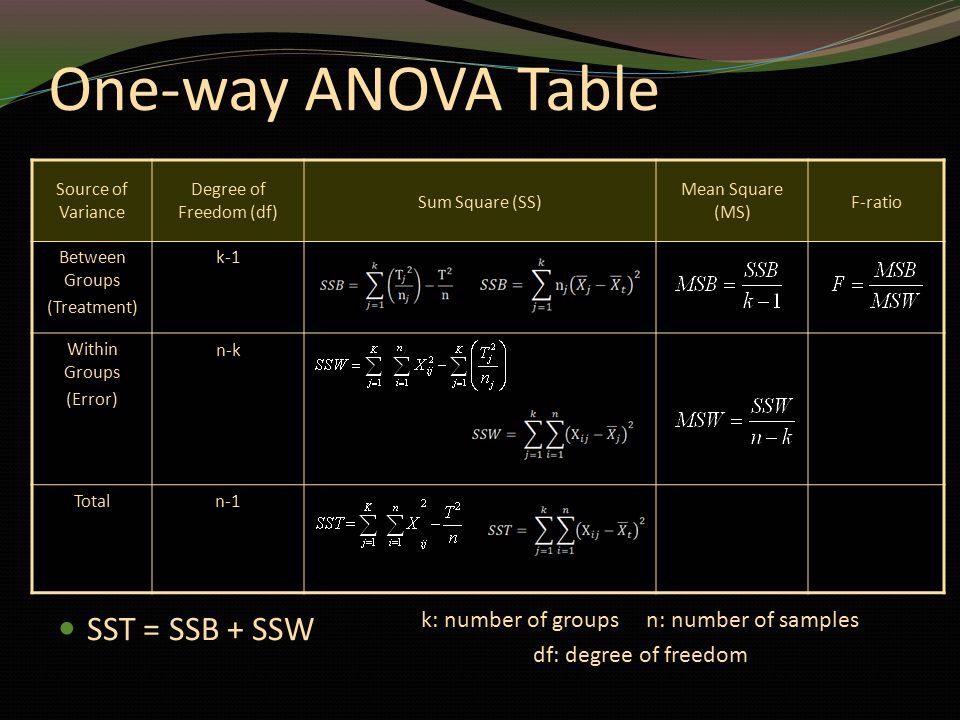 One-way ANOVA Table
Source of Variance | Degree of Freedom (df) | Sum Square (SS) | Mean Square (MS) | F-ratio
Between Groups (Treatment) | k-1 | $SSB = \sum_{j=1}^{k}\left(\frac{T_j^2}{n_j}\right) - \frac{T^2}{n}$ $SSB = \sum_{j=1}^{k} n_j(\overline{X}_j - \overline{X}_t)^2$ | $MSB = \frac{SSB}{k-1}$ | $F = \frac{MSB}{MSW}$
Within Groups (Error) | n-k | $SSW = \sum_{j=1}^{K}\sum_{i=1}^{n} X_{ij}^2 - \sum_{j=1}^{K}\left(\frac{T_j^2}{n_j}\right)$ $SSW = \sum_{j=1}^{k}\sum_{i=1}^{n}(X_{ij} - \overline{X}_j)^2$ | $MSW = \frac{SSW}{n-k}$
Total | n-1 | $SST = \sum_{j=1}^{K}\sum_{i=1}^{n} X_{ij}^2 - \frac{T^2}{n}$ $SST = \sum_{j=1}^{k}\sum_{i=1}^{n}(X_{ij} - \overline{X}_t)^2$
• SST = SSB + SSW
k: number of groups n: number of samples
df: degree of freedom